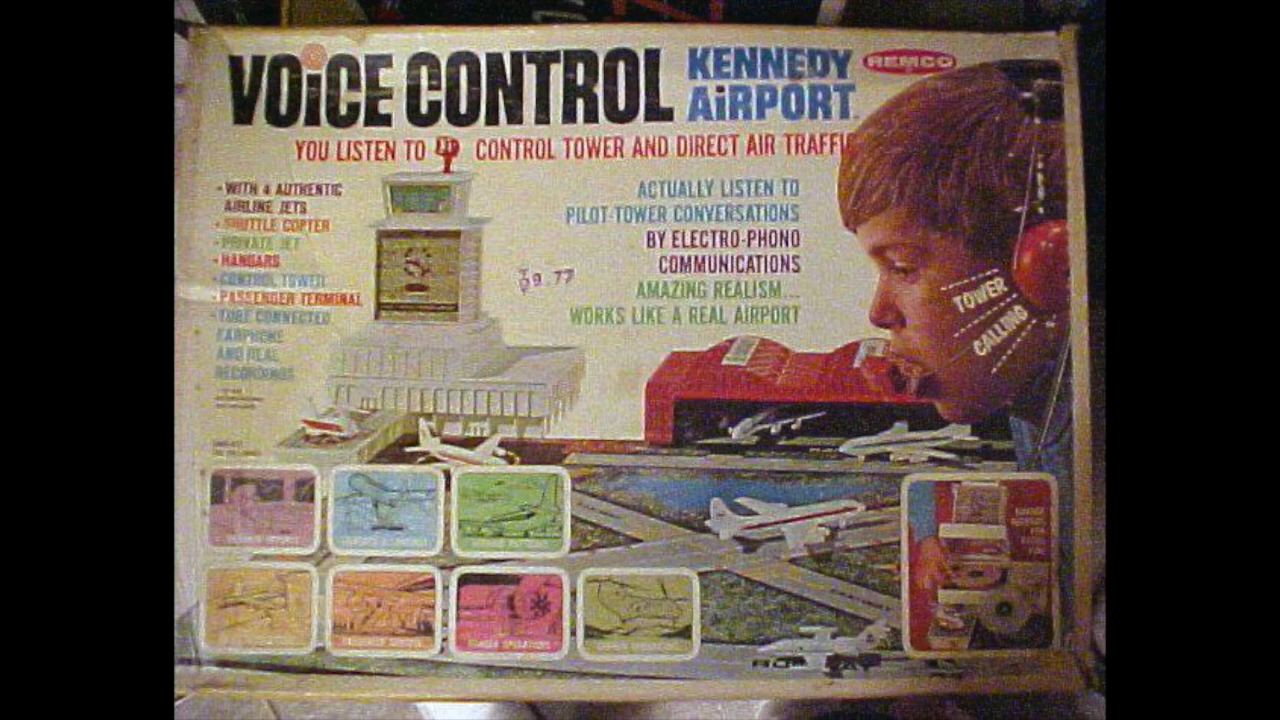 VOiCE CONTROL
KENNEDY
AiRPORT
REMCO
YOU LISTEN TO CONTROL TOWER AND DIRECT AIR TRAFFIC
• WITH 4 AUTHENTIC
AIRLINE JETS
• SHUTTLE COPTER
• PRIVATE JET
• HANGARS
• CONTROL TOWER
• PASSENGER TERMINAL
• TUBE CONNECTED
EARPHONE
AND REAL
RECORDINGS
ACTUALLY LISTEN TO
PILOT-TOWER CONVERSATIONS
BY ELECTRO-PHONO
COMMUNICATIONS
AMAZING REALISM...
WORKS LIKE A REAL AIRPORT
TOWER
CALLING